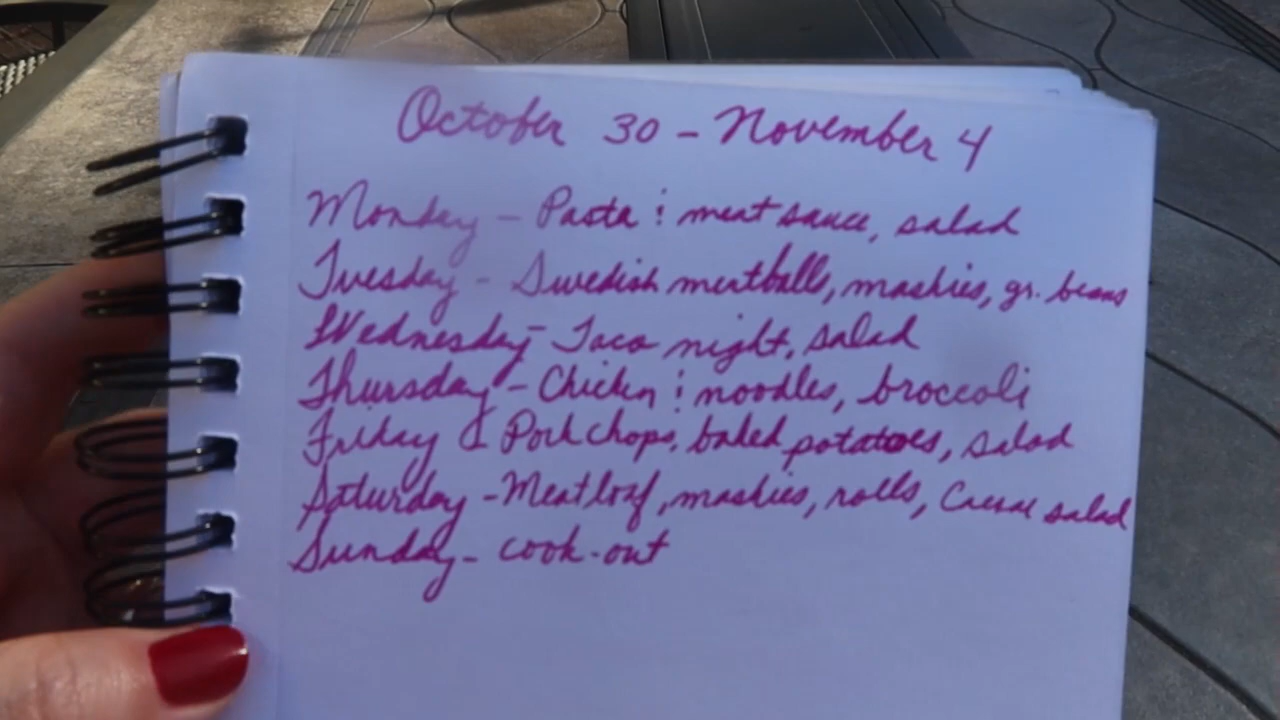 October 30 - November 4
Monday - Pasta & meat sauce, salad
Tuesday - Swedish meatballs, mashies, gr. beans
Wednesday - Taco night, salad
Thursday - Chicken & noodles, broccoli
Friday - Pork chops, baked potatoes, salad
Saturday - Meatloaf, mashies, rolls, Caesar salad
Sunday - cook-out